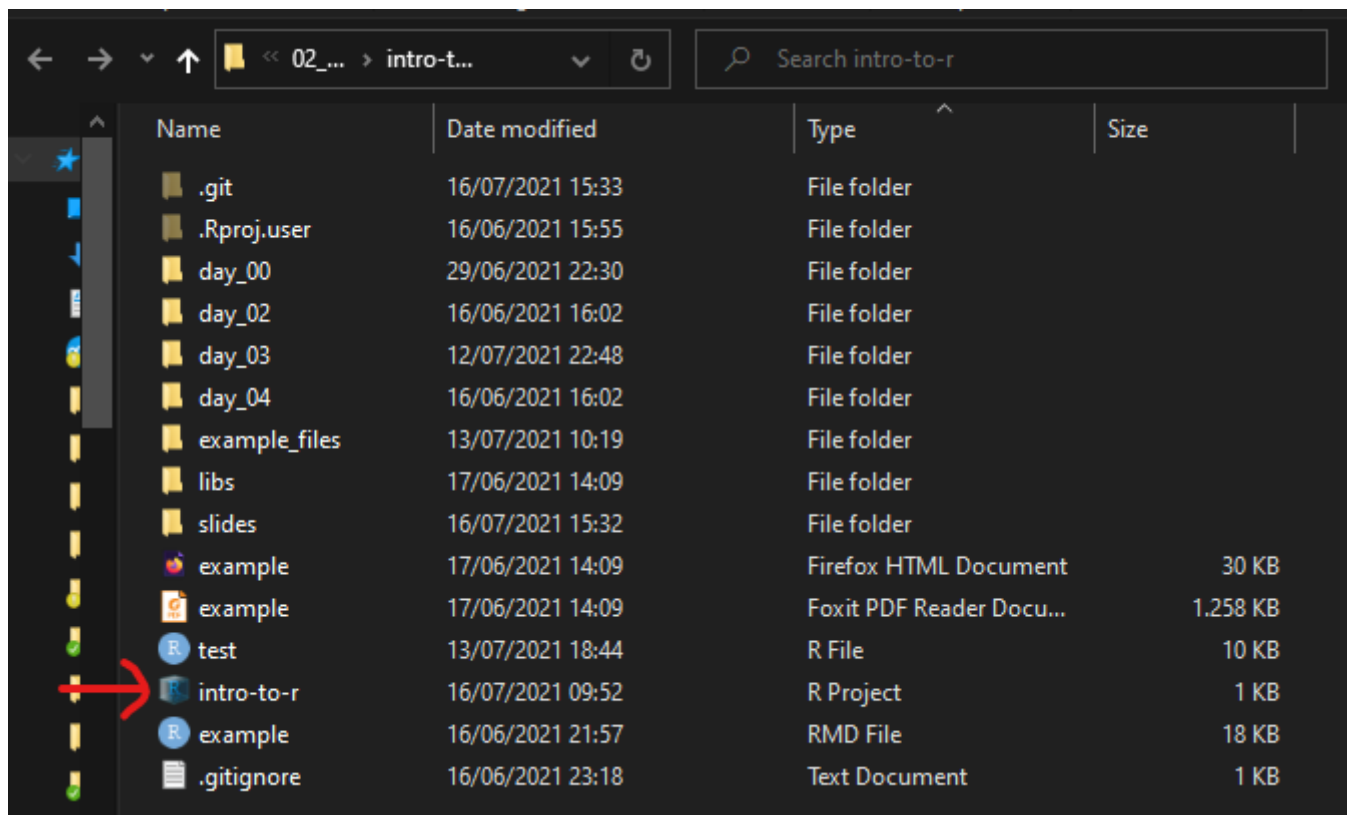 02_... intro-t... Search intro-to-r
Name Date modified Type Size
.git 16/07/2021 15:33 File folder
.Rproj.user 16/06/2021 15:55 File folder
day_00 29/06/2021 22:30 File folder
day_02 16/06/2021 16:02 File folder
day_03 12/07/2021 22:48 File folder
day_04 16/06/2021 16:02 File folder
example_files 13/07/2021 10:19 File folder
libs 17/06/2021 14:09 File folder
slides 16/07/2021 15:32 File folder
example 17/06/2021 14:09 Firefox HTML Document 30 KB
example 17/06/2021 14:09 Foxit PDF Reader Docu... 1.258 KB
test 13/07/2021 18:44 R File 10 KB
intro-to-r 16/07/2021 09:52 R Project 1 KB
example 16/06/2021 21:57 RMD File 18 KB
.gitignore 16/06/2021 23:18 Text Document 1 KB